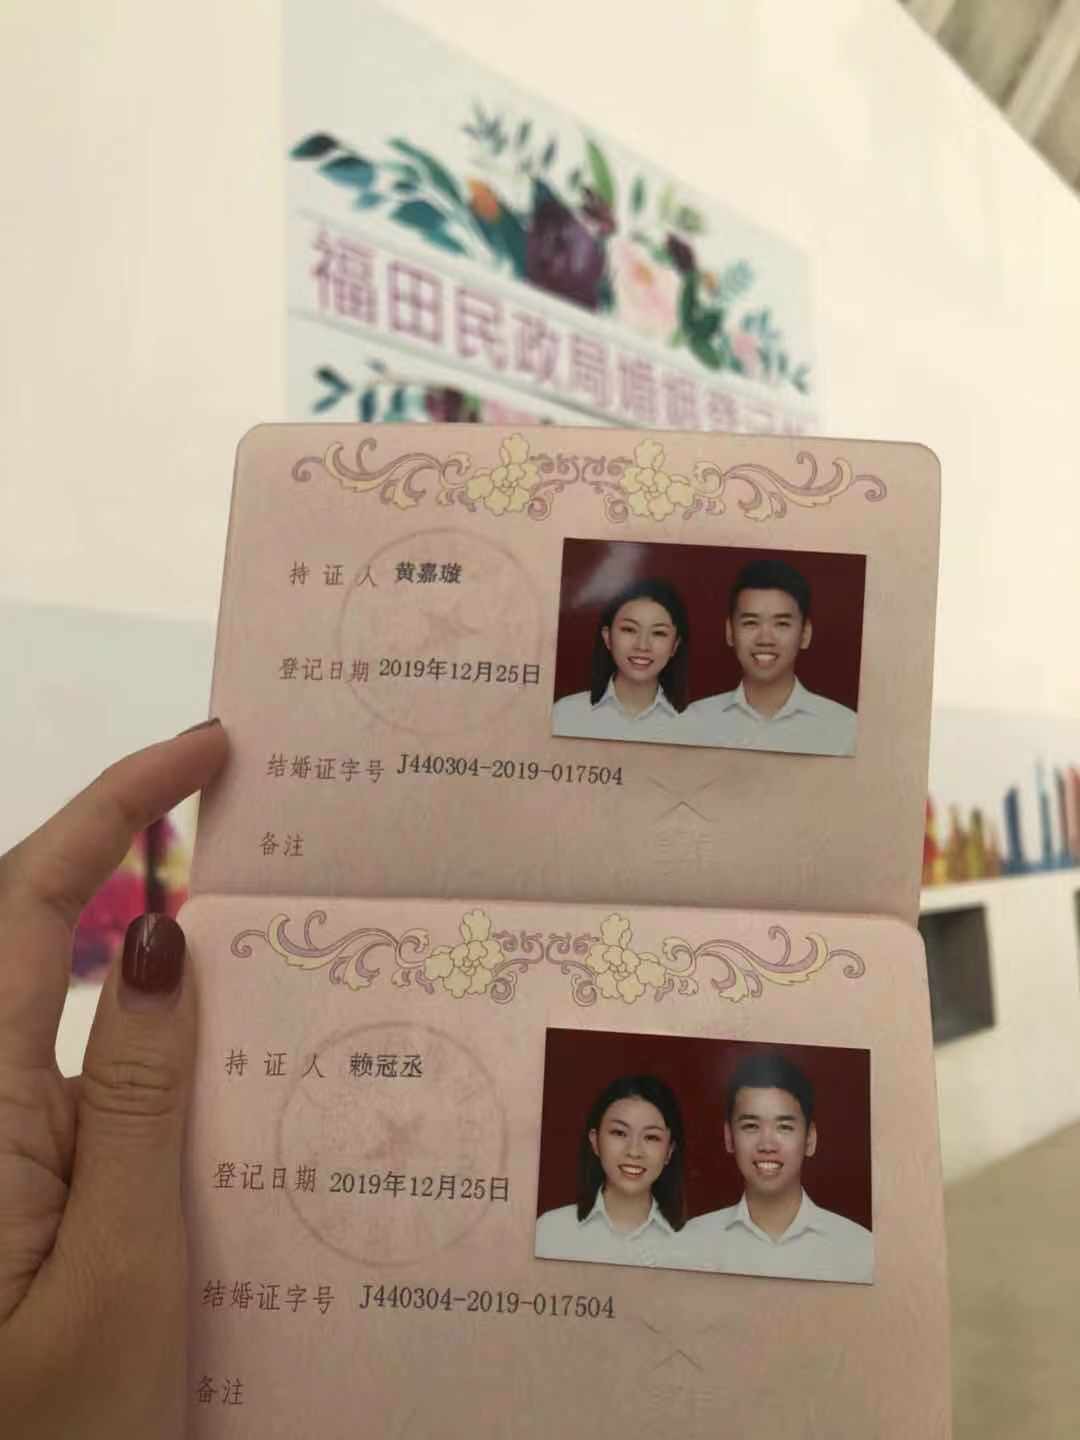 福田民政局婚姻登记处
持证人 黄嘉璇
登记日期 2019年12月25日
结婚证字号 J440304-2019-017504
备注
持证人 赖冠丞
登记日期 2019年12月25日
结婚证字号 J440304-2019-017504
备注